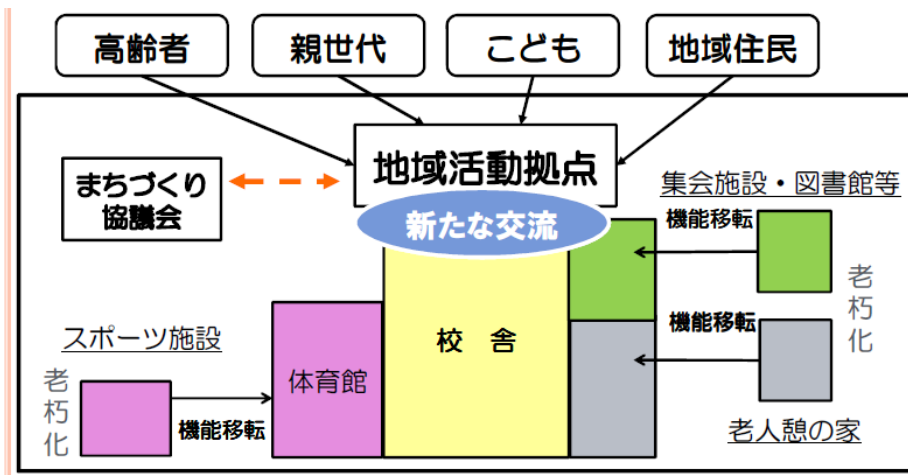 高齢者
親世代
こども
地域住民
地域活動拠点
まちづくり
協議会
新たな交流
集会施設・図書館等
機能移転
老朽化
機能移転
校 舎
スポーツ施設
体育館
老朽化
機能移転
老人憩の家